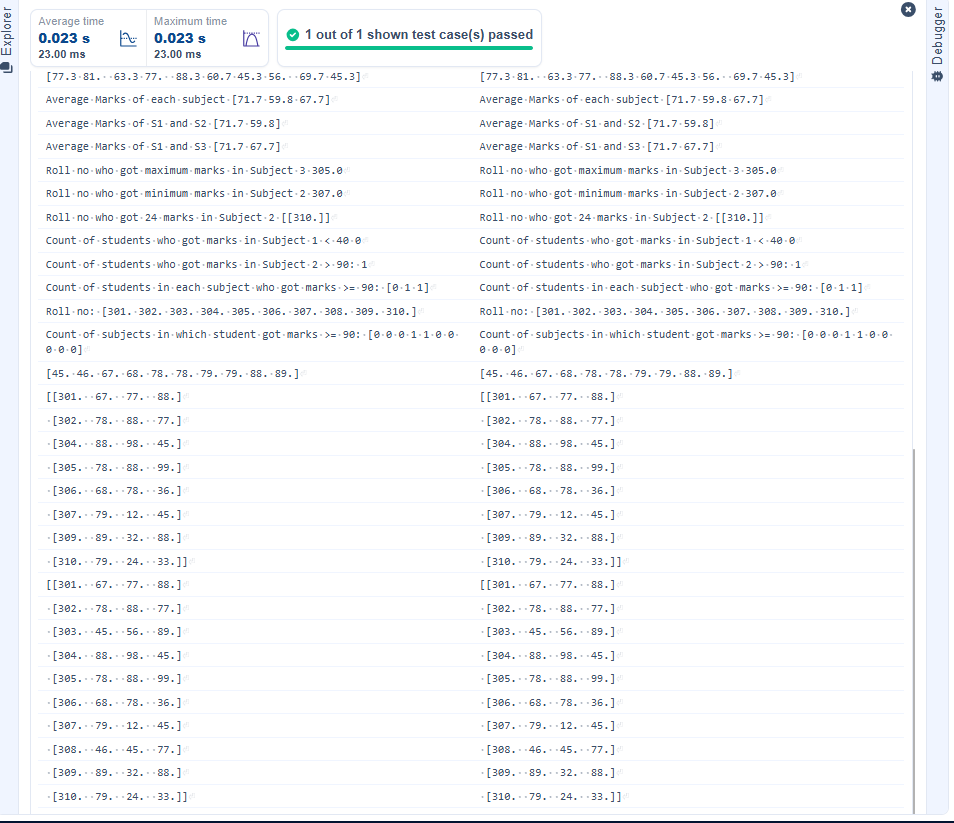 Explorer
Average time
0.023 s
23.00 ms
Maximum time
0.023 s
23.00 ms
1 out of 1 shown test case(s) passed
Debugger
[77.3·81.··63.3·77.··88.3·60.7·45.3·56.··69.7·45.3]
Average·Marks·of·each·subject·[71.7·59.8·67.7]
Average·Marks·of·S1·and·S2·[71.7·59.8]
Average·Marks·of·S1·and·S3·[71.7·67.7]
Roll·no·who·got·maximum·marks·in·Subject·3·305.0
Roll·no·who·got·minimum·marks·in·Subject·2·307.0
Roll·no·who·got·24·marks·in·Subject·2·[[310.]]
Count·of·students·who·got·marks·in·Subject·1·<·40·0
Count·of·students·who·got·marks·in·Subject·2·>·90:·1
Count·of·students·in·each·subject·who·got·marks·>=·90:·[0·1·1]
Roll·no:·[301.·302.·303.·304.·305.·306.·307.·308.·309.·310.]
Count·of·subjects·in·which·student·got·marks·>=·90:·[0·0·0·1·1·0·0·
0·0·0]
[45.·46.·67.·68.·78.·78.·79.·79.·88.·89.]
[[301.··67.··77.··88.]
·[302.··78.··88.··77.]
·[304.··88.··98.··45.]
·[305.··78.··88.··99.]
·[306.··68.··78.··36.]
·[307.··79.··12.··45.]
·[309.··89.··32.··88.]
·[310.··79.··24.··33.]]
[[301.··67.··77.··88.]
·[302.··78.··88.··77.]
·[303.··45.··56.··89.]
·[304.··88.··98.··45.]
·[305.··78.··88.··99.]
·[306.··68.··78.··36.]
·[307.··79.··12.··45.]
·[308.··46.··45.··77.]
·[309.··89.··32.··88.]
·[310.··79.··24.··33.]]
[77.3·81.··63.3·77.··88.3·60.7·45.3·56.··69.7·45.3]
Average·Marks·of·each·subject·[71.7·59.8·67.7]
Average·Marks·of·S1·and·S2·[71.7·59.8]
Average·Marks·of·S1·and·S3·[71.7·67.7]
Roll·no·who·got·maximum·marks·in·Subject·3·305.0
Roll·no·who·got·minimum·marks·in·Subject·2·307.0
Roll·no·who·got·24·marks·in·Subject·2·[[310.]]
Count·of·students·who·got·marks·in·Subject·1·<·40·0
Count·of·students·who·got·marks·in·Subject·2·>·90:·1
Count·of·students·in·each·subject·who·got·marks·>=·90:·[0·1·1]
Roll·no:·[301.·302.·303.·304.·305.·306.·307.·308.·309.·310.]
Count·of·subjects·in·which·student·got·marks·>=·90:·[0·0·0·1·1·0·0·
0·0·0]
[45.·46.·67.·68.·78.·78.·79.·79.·88.·89.]
[[301.··67.··77.··88.]
·[302.··78.··88.··77.]
·[304.··88.··98.··45.]
·[305.··78.··88.··99.]
·[306.··68.··78.··36.]
·[307.··79.··12.··45.]
·[309.··89.··32.··88.]
·[310.··79.··24.··33.]]
[[301.··67.··77.··88.]
·[302.··78.··88.··77.]
·[303.··45.··56.··89.]
·[304.··88.··98.··45.]
·[305.··78.··88.··99.]
·[306.··68.··78.··36.]
·[307.··79.··12.··45.]
·[308.··46.··45.··77.]
·[309.··89.··32.··88.]
·[310.··79.··24.··33.]]